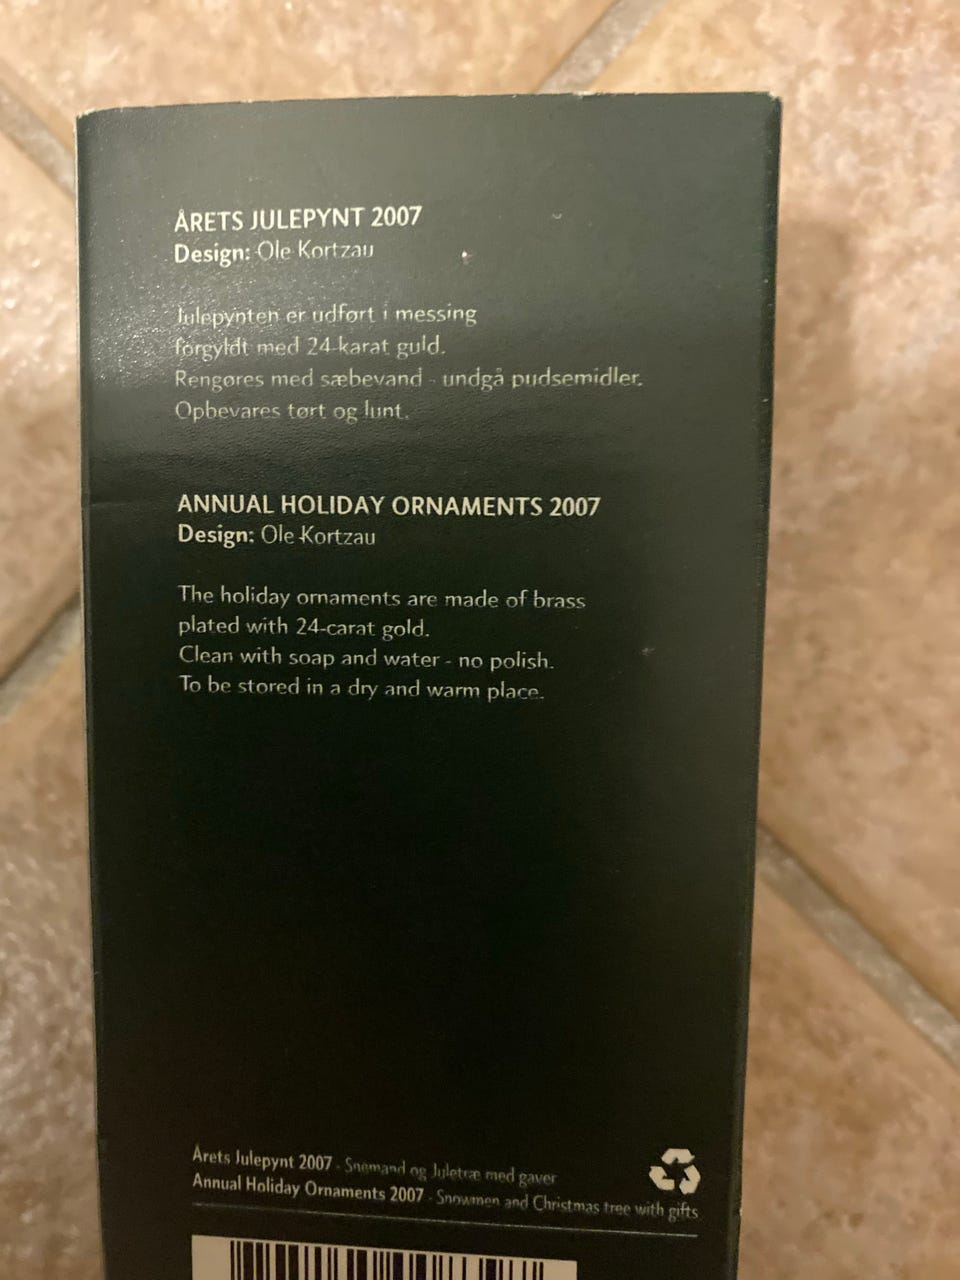 ÅRETS JULEPYNT 2007
Design: Ole Kortzau
Julepynten er udført i messing
forgyldt med 24 karat guld.
Rengøres med sæbevand - undgå pudsemidler.
Opbevares tørt og lunt.
ANNUAL HOLIDAY ORNAMENTS 2007
Design: Ole Kortzau
The holiday ornaments are made of brass
plated with 24-carat gold.
Clean with soap and water - no polish.
To be stored in a dry and warm place.
Årets Julepynt 2007 - Snemand og Juletræ med gaver
Annual Holiday Ornaments 2007 - Snowmen and Christmas tree with gifts